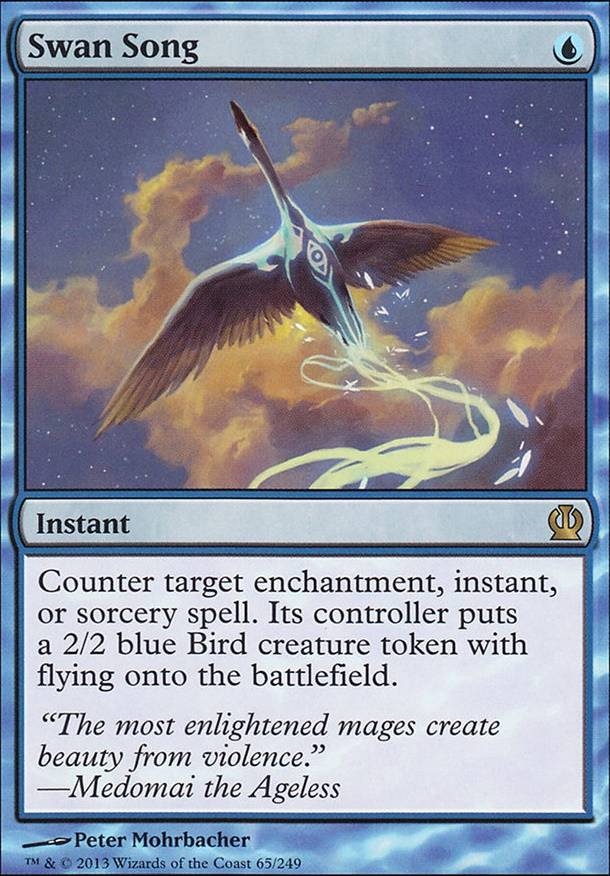 Swan Song
Instant
Counter target enchantment, instant,
or sorcery spell. Its controller puts
a 2/2 blue Bird creature token with
flying onto the battlefield.
“The most enlightened mages create
beauty from violence.”
—Medomai the Ageless
Peter Mohrbacher
™ & © 2013 Wizards of the Coast 65/249